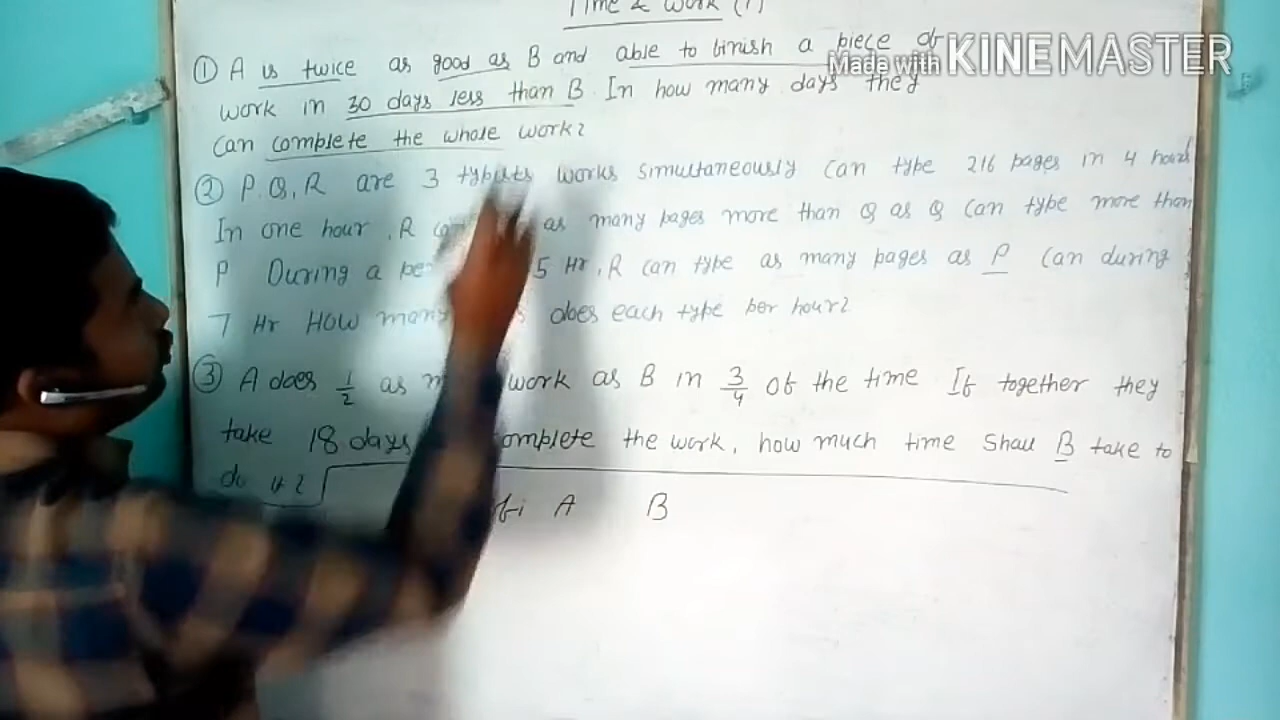 Time & Work (1)
① A is twice as good as B and able to finish a piece of
Made with KINEMASTER
work in 30 days less than B. In how many days they
can complete the whole work?
② P, Q, R are 3 typists works simultaneously can type 216 pages in 4 hours
In one hour, R as many pages more than Q as Q can type more than
P During a 5 Hr, R can type as many pages as P can during
7 Hr How many does each type per hour?
③ A does 1/2 as work as B in 3/4 of the time If together they
take 18 days complete the work, how much time shall B take to
do it?
A B